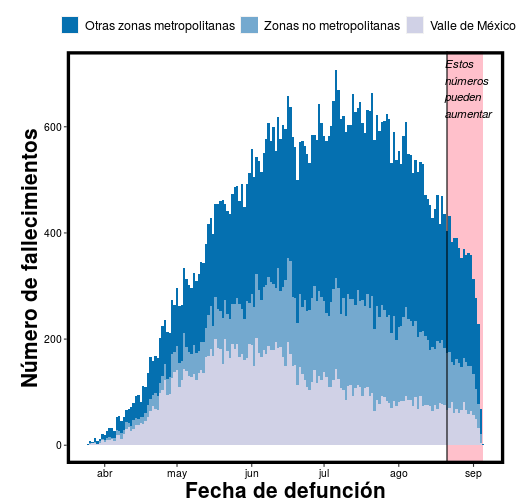 Otras zonas metropolitanas Zonas no metropolitanas Valle de México
Estos
números
pueden
aumentar
Número de fallecimientos
600
400
200
0
abr may jun jul ago sep
Fecha de defunción